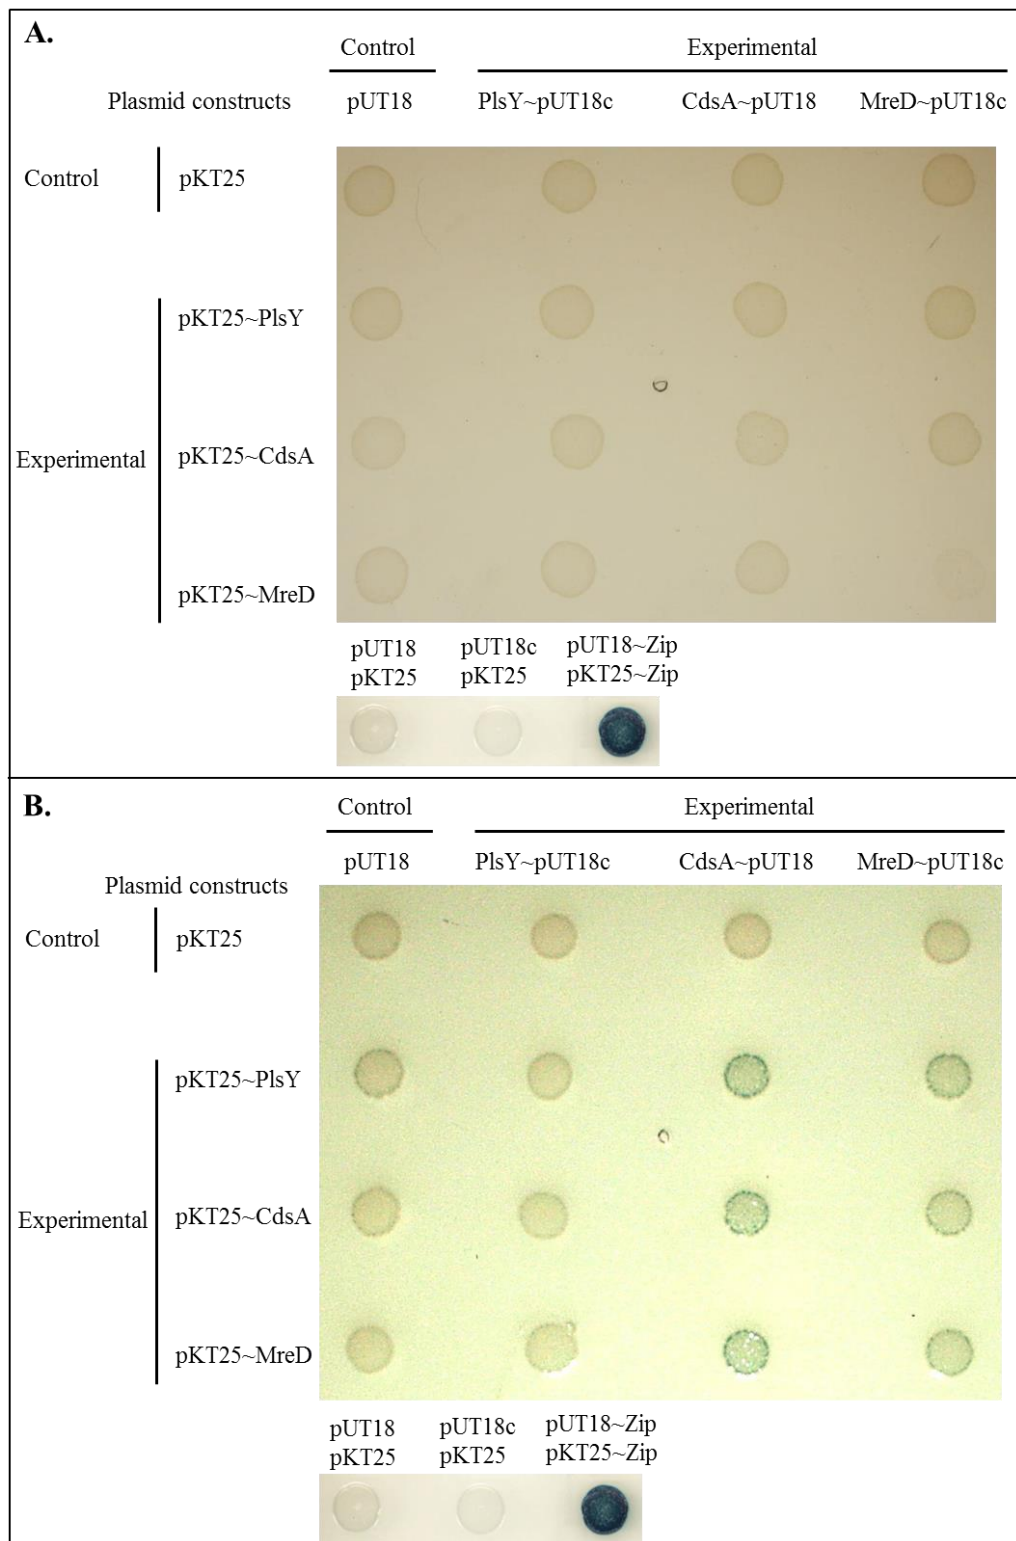 A.
Control Experimental
Plasmid constructs pUT18 PlsY~pUT18c CdsA~pUT18 MreD~pUT18c
Control pKT25
pKT25~PlsY
Experimental pKT25~CdsA
pKT25~MreD
pUT18 pUT18c pUT18~Zip
pKT25 pKT25 pKT25~Zip
B.
Control Experimental
pUT18 PlsY~pUT18c CdsA~pUT18 MreD~pUT18c
Plasmid constructs
Control pKT25
pKT25~PlsY
Experimental pKT25~CdsA
pKT25~MreD
pUT18 pUT18c pUT18~Zip
pKT25 pKT25 pKT25~Zip